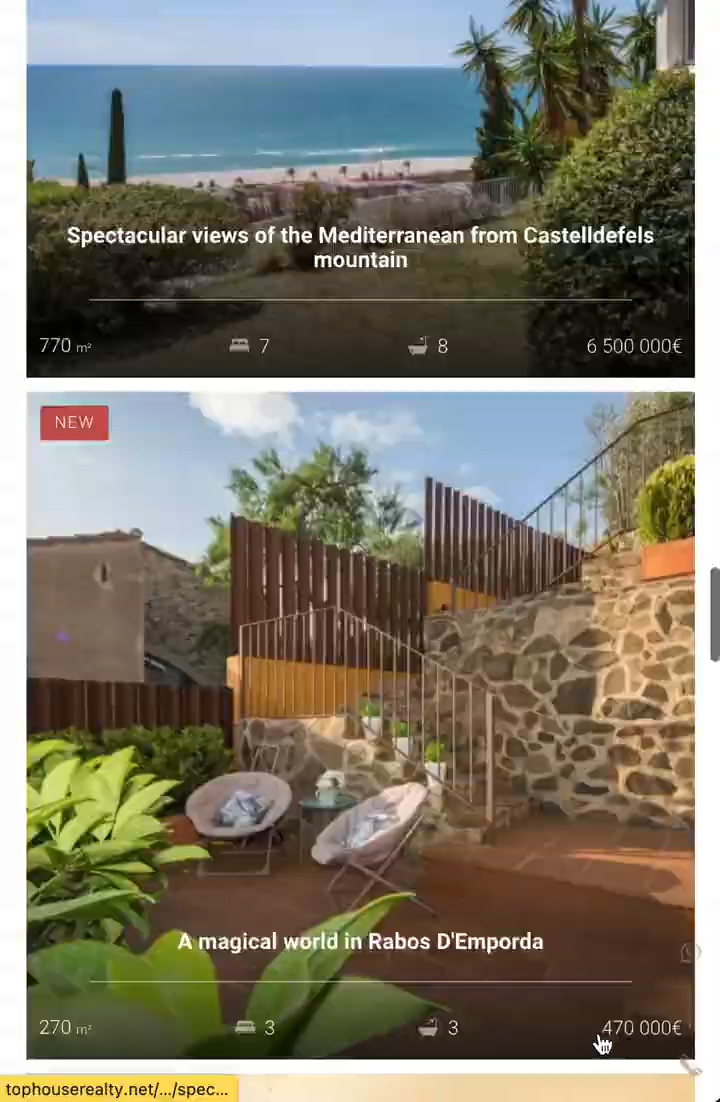 Spectacular views of the Mediterranean from Castelldefels
mountain
770 m² 7 8 6 500 000€
NEW
A magical world in Rabos D'Emporda
270 m² 3 3 470 000€
tophouserealty.net/.../spec...